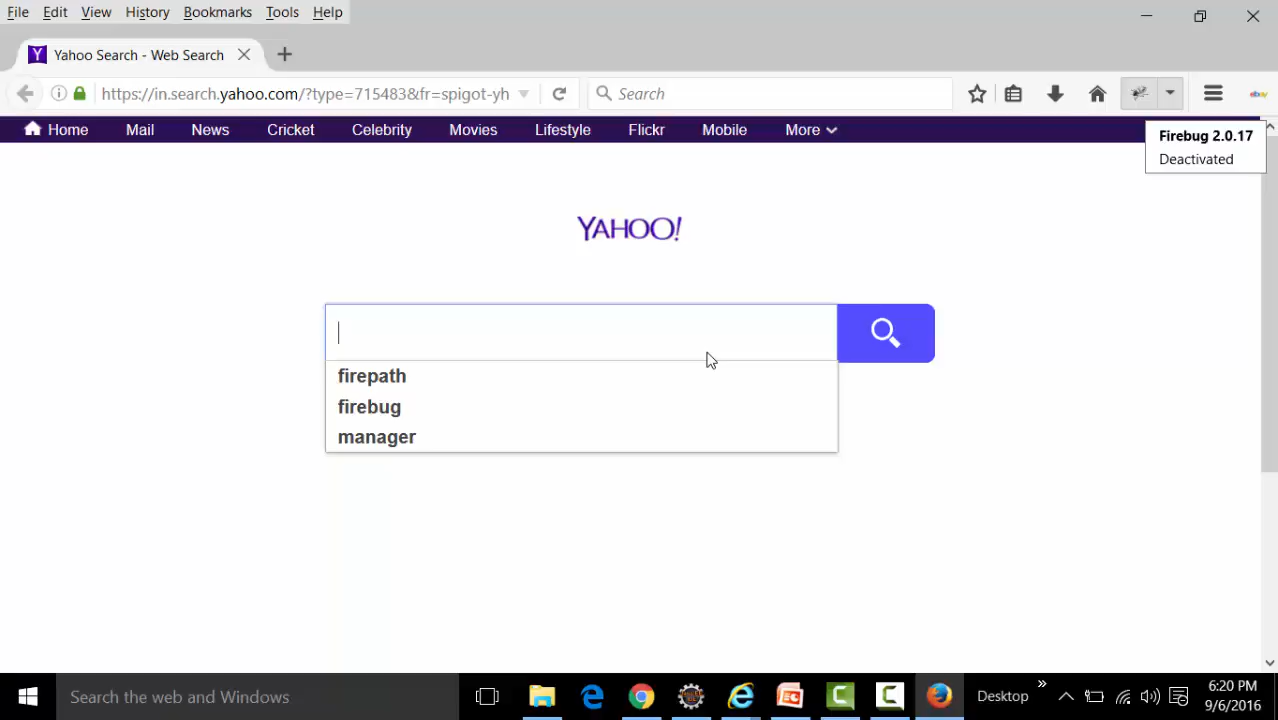 File Edit View History Bookmarks Tools Help
Yahoo Search - Web Search
https://in.search.yahoo.com/?type=715483&fr=spigot-yh
Search
ebay
Home Mail News Cricket Celebrity Movies Lifestyle Flickr Mobile More
Firebug 2.0.17
Deactivated
YAHOO!
firepath
firebug
manager
Search the web and Windows
Desktop
6:20 PM
9/6/2016